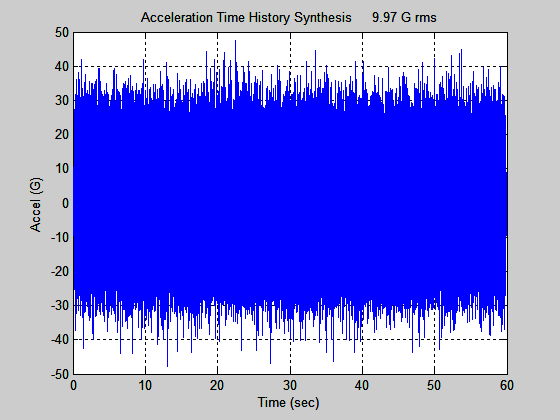 Acceleration Time History Synthesis 9.97 G rms
50
40
30
20
10
0
-10
-20
-30
-40
-50
Accel (G)
0 10 20 30 40 50 60
Time (sec)